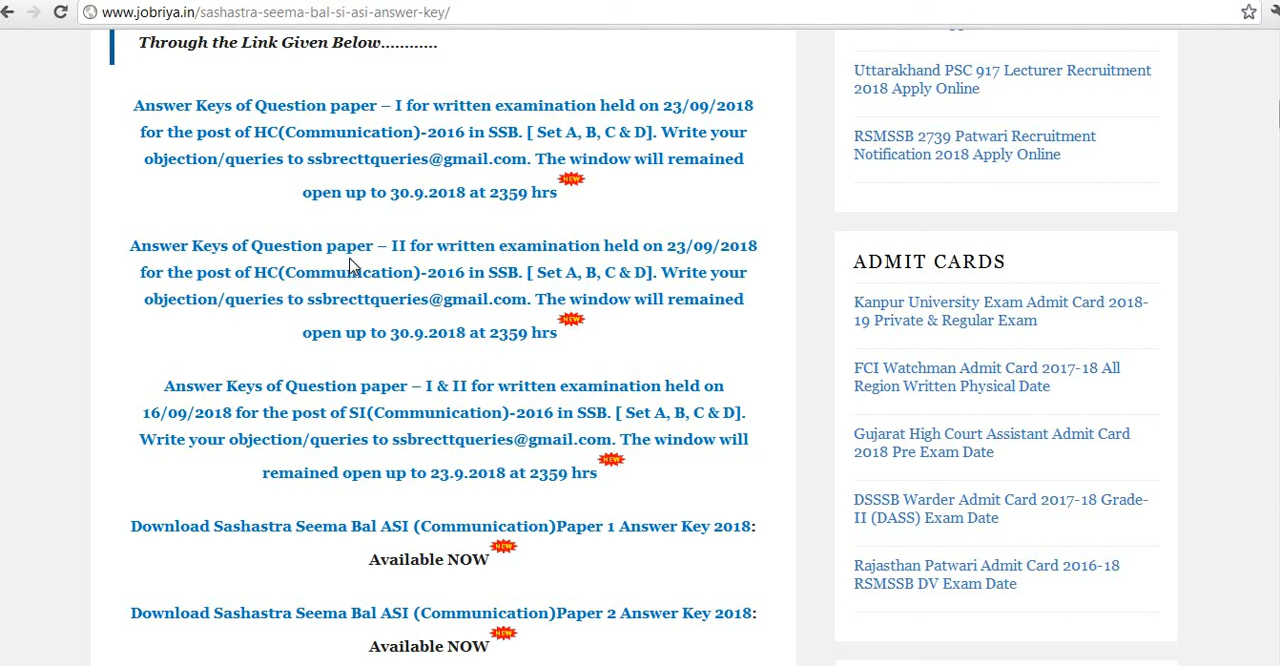 www.jobriya.in/sashastra-seema-bal-si-asi-answer-key/
Through the Link Given Below............
Answer Keys of Question paper – I for written examination held on 23/09/2018
for the post of HC(Communication)-2016 in SSB. [ Set A, B, C & D]. Write your
objection/queries to ssbrecttqueries@gmail.com. The window will remained
open up to 30.9.2018 at 2359 hrs NEW
Answer Keys of Question paper – II for written examination held on 23/09/2018
for the post of HC(Communication)-2016 in SSB. [ Set A, B, C & D]. Write your
objection/queries to ssbrecttqueries@gmail.com. The window will remained
open up to 30.9.2018 at 2359 hrs NEW
Answer Keys of Question paper – I & II for written examination held on
16/09/2018 for the post of SI(Communication)-2016 in SSB. [ Set A, B, C & D].
Write your objection/queries to ssbrecttqueries@gmail.com. The window will
remained open up to 23.9.2018 at 2359 hrs NEW
Download Sashastra Seema Bal ASI (Communication)Paper 1 Answer Key 2018:
Available NOW NEW
Download Sashastra Seema Bal ASI (Communication)Paper 2 Answer Key 2018:
Available NOW NEW
Uttarakhand PSC 917 Lecturer Recruitment
2018 Apply Online
RSMSSB 2739 Patwari Recruitment
Notification 2018 Apply Online
ADMIT CARDS
Kanpur University Exam Admit Card 2018-
19 Private & Regular Exam
FCI Watchman Admit Card 2017-18 All
Region Written Physical Date
Gujarat High Court Assistant Admit Card
2018 Pre Exam Date
DSSSB Warder Admit Card 2017-18 Grade-
II (DASS) Exam Date
Rajasthan Patwari Admit Card 2016-18
RSMSSB DV Exam Date